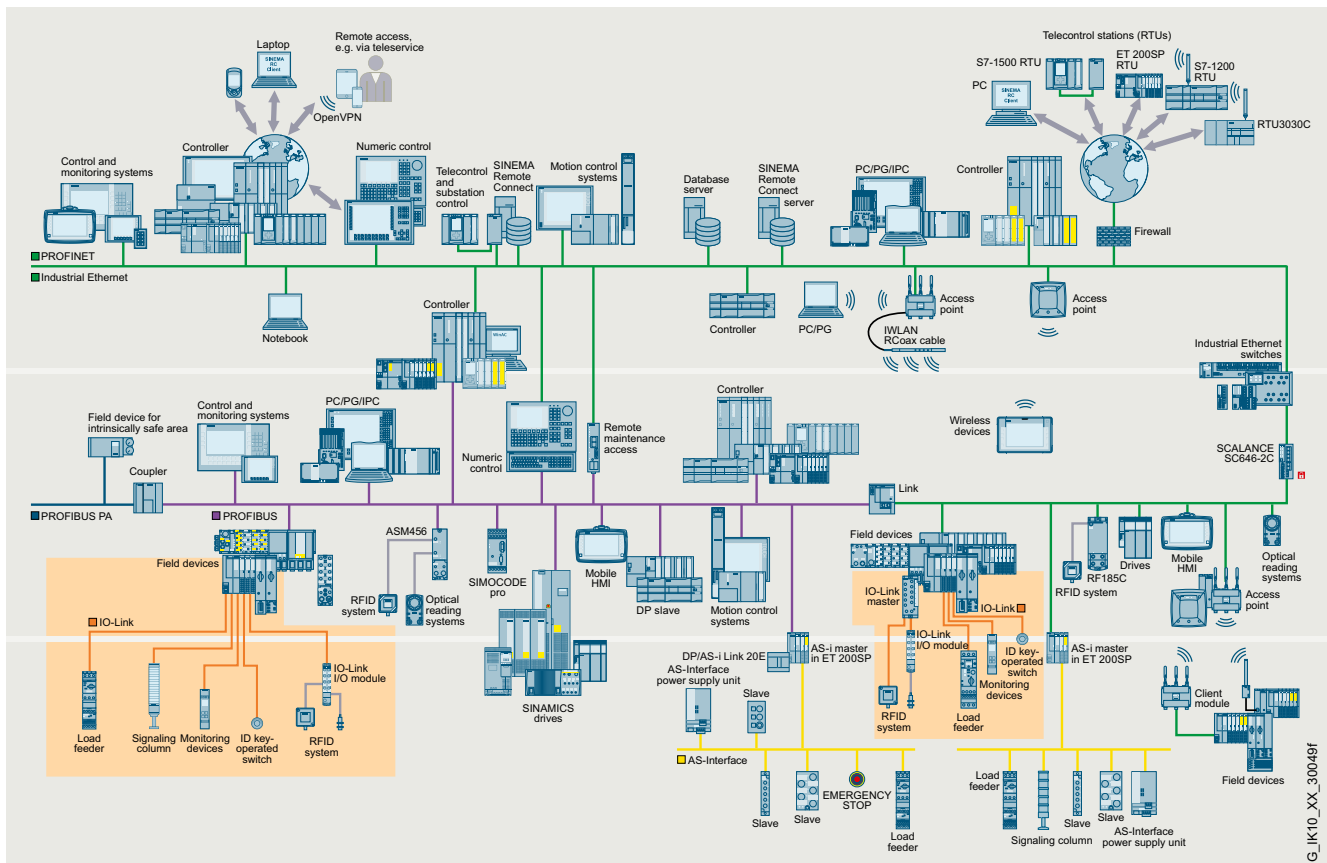 Remote access,
e.g. via teleservice
Laptop
SINEMA
RC
Client
OpenVPN
Telecontrol stations (RTUs)
S7-1500 RTU
ET 200SP
RTU
S7-1200
RTU
PC
SINEMA
RC
Client
RTU3030C
Control and
monitoring systems
Controller
Numeric control
Telecontrol
and
substation
control
SINEMA
Remote
Connect
Motion control
systems
Database
server
SINEMA
Remote
Connect
server
PC/PG/IPC
Controller
Firewall
PROFINET
Industrial Ethernet
Notebook
Controller
WinAC
Controller
PC/PG
Access
point
IWLAN
RCoax cable
Access
point
Industrial Ethernet
switches
Field device for
intrinsically safe area
Control and
monitoring systems
PC/PG/IPC
Numeric
control
Remote
maintenance
access
Controller
Wireless
devices
SCALANCE
SC646-2C
Coupler
Link
PROFIBUS PA
PROFIBUS
Field devices
ASM456
RFID
system
Optical
reading
systems
SIMOCODE
pro
Mobile
HMI
DP slave
Motion control
systems
Field devices
IO-Link
master
RF185C
RFID system
Drives
Mobile
HMI
Optical
reading
systems
Access
point
IO-Link
Load
feeder
Signaling
column
Monitoring
devices
ID key-
operated
switch
IO-Link
I/O module
RFID
system
SINAMICS
drives
DP/AS-i Link 20E
AS-i master
in ET 200SP
AS-Interface
power supply unit
Slave
IO-Link
IO-Link
I/O module
RFID
system
Load
feeder
Monitoring
devices
ID key-
operated
switch
AS-i master
in ET 200SP
Client
module
Field devices
AS-Interface
Slave
Slave
EMERGENCY
STOP
Load
feeder
Load
feeder
Signaling column
Slave
Slave
AS-Interface
power supply unit
G_IK10_XX_30049f